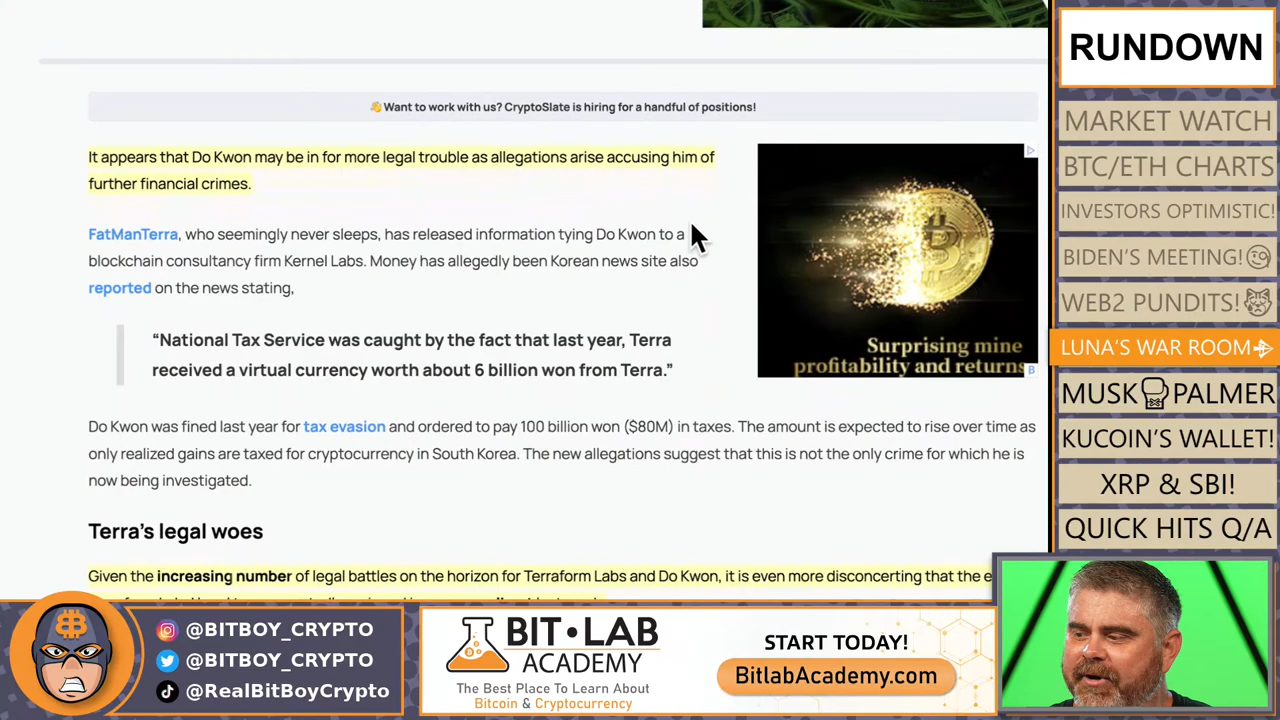 👋 Want to work with us? CryptoSlate is hiring for a handful of positions!
It appears that Do Kwon may be in for more legal trouble as allegations arise accusing him of
further financial crimes.
FatManTerra, who seemingly never sleeps, has released information tying Do Kwon to a
blockchain consultancy firm Kernel Labs. Money has allegedly been Korean news site also
reported on the news stating,
“National Tax Service was caught by the fact that last year, Terra
received a virtual currency worth about 6 billion won from Terra.”
Surprising mine
profitability and returns
Do Kwon was fined last year for tax evasion and ordered to pay 100 billion won ($80M) in taxes. The amount is expected to rise over time as
only realized gains are taxed for cryptocurrency in South Korea. The new allegations suggest that this is not the only crime for which he is
now being investigated.
Terra’s legal woes
Given the increasing number of legal battles on the horizon for Terraform Labs and Do Kwon, it is even more disconcerting that the
RUNDOWN
MARKET WATCH
BTC/ETH CHARTS
INVESTORS OPTIMISTIC!
BIDEN'S MEETING!
WEB2 PUNDITS!
LUNA'S WAR ROOM
MUSK PALMER
KUCOIN'S WALLET!
XRP & SBI!
QUICK HITS Q/A
@BITBOY_CRYPTO
@BITBOY_CRYPTO
@RealBitBoyCrypto
BIT•LAB
ACADEMY
The Best Place To Learn About
Bitcoin & Cryptocurrency
START TODAY!
BitlabAcademy.com